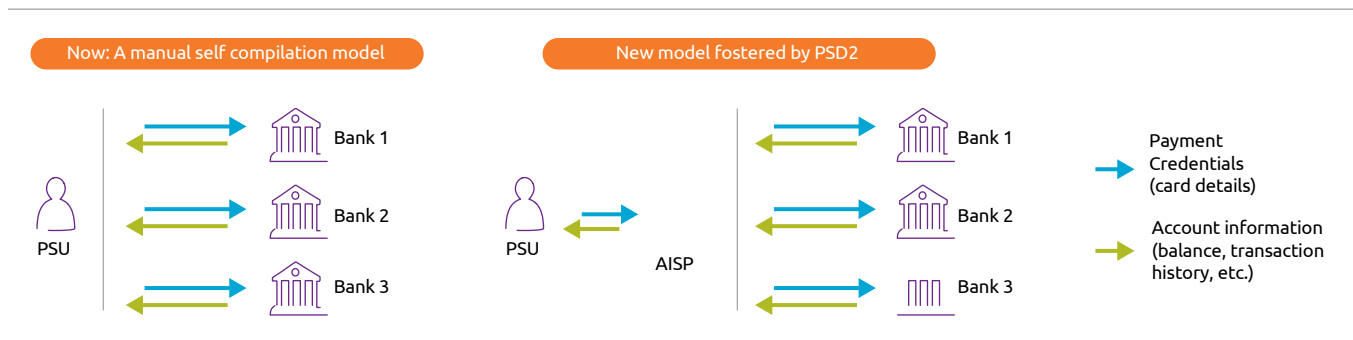 Now: A manual self compilation model
New model fostered by PSD2
Bank 1
Bank 2
Bank 3
PSU
Bank 1
Bank 2
Bank 3
PSU
AISP
Payment
Credentials
(card details)
Account information
(balance, transaction
history, etc.)